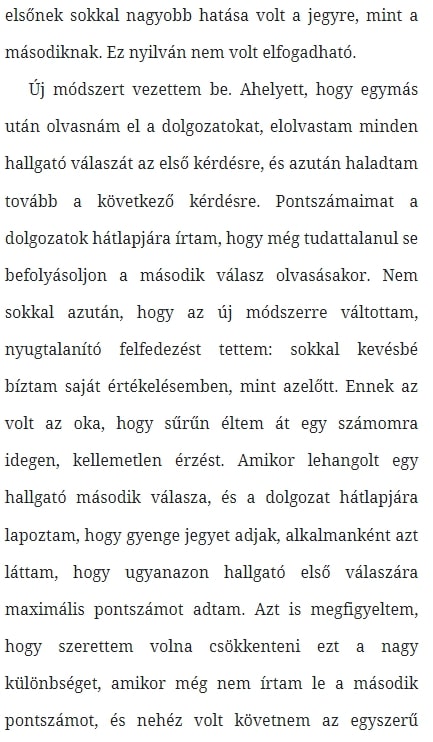 elsőnek sokkal nagyobb hatása volt a jegyre, mint a
másodiknak. Ez nyilván nem volt elfogadható.
Új módszert vezettem be. Ahelyett, hogy egymás
után olvasnám el a dolgozatokat, elolvastam minden
hallgató válaszát az első kérdésre, és azután haladtam
tovább a következő kérdésre. Pontszámaimat a
dolgozatok hátlapjára írtam, hogy még tudattalanul se
befolyásoljon a második válasz olvasásakor. Nem
sokkal azután, hogy az új módszerre váltottam,
nyugtalanító felfedezést tettem: sokkal kevésbé
bíztam saját értékelésemben, mint azelőtt. Ennek az
volt az oka, hogy sűrűn éltem át egy számomra
idegen, kellemetlen érzést. Amikor lehangolt egy
hallgató második válasza, és a dolgozat hátlapjára
lapoztam, hogy gyenge jegyet adjak, alkalmanként azt
láttam, hogy ugyanazon hallgató első válaszára
maximális pontszámot adtam. Azt is megfigyeltem,
hogy szerettem volna csökkenteni ezt a nagy
különbséget, amikor még nem írtam le a második
pontszámot, és nehéz volt követnem az egyszerű